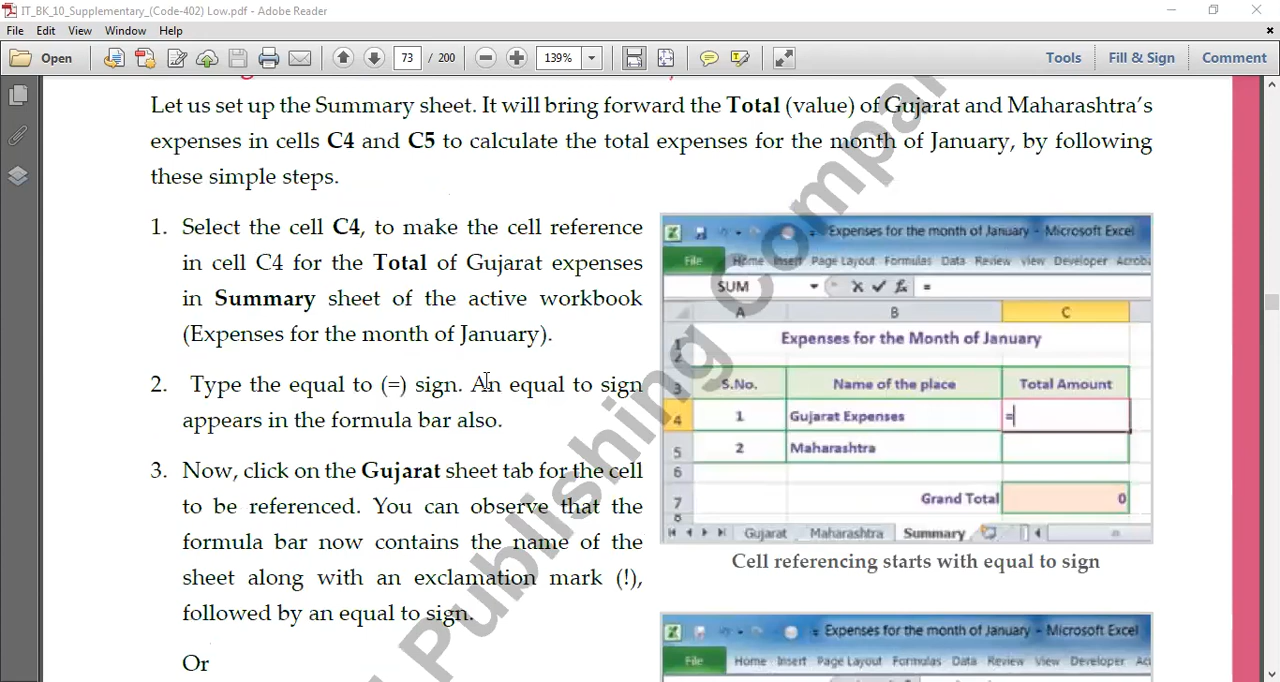 IT_BK_10_Supplementary_(Code-402) Low.pdf - Adobe Reader
File Edit View Window Help
Open 73 / 200 139% Tools Fill & Sign Comment
Let us set up the Summary sheet. It will bring forward the Total (value) of Gujarat and Maharashtra's
expenses in cells C4 and C5 to calculate the total expenses for the month of January, by following
these simple steps.
1. Select the cell C4, to make the cell reference
in cell C4 for the Total of Gujarat expenses
in Summary sheet of the active workbook
(Expenses for the month of January).
2. Type the equal to (=) sign. An equal to sign
appears in the formula bar also.
3. Now, click on the Gujarat sheet tab for the cell
to be referenced. You can observe that the
formula bar now contains the name of the
sheet along with an exclamation mark (!),
followed by an equal to sign.
Or
Expenses for the month of January - Microsoft Excel
File Home Insert Page Layout Formulas Data Review View Developer Acroba
SUM =
A B C
1 Expenses for the Month of January
2
3 S.No. Name of the place Total Amount
4 1 Gujarat Expenses =
5 2 Maharashtra
6
7 Grand Total 0
8
Gujarat Maharashtra Summary
Cell referencing starts with equal to sign
Expenses for the month of January - Microsoft Excel
File Home Insert Page Layout Formulas Data Review View Developer Ac
Publishing Compan